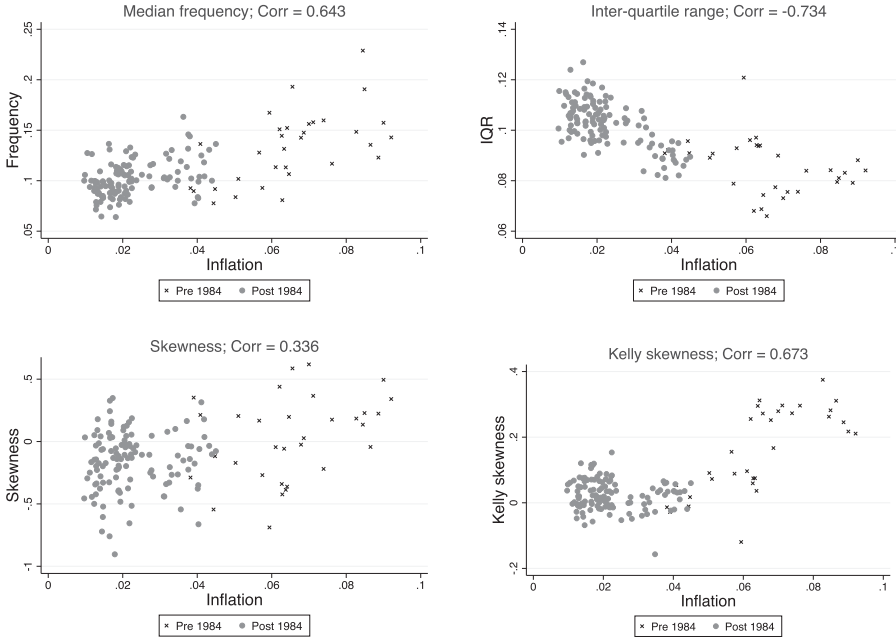 Median frequency; Corr = 0.643
.25
.2
.15
.1
.05
Frequency
0 .02 .04 .06 .08 .1
Inflation
× Pre 1984 ● Post 1984
Inter-quartile range; Corr = -0.734
.14
.12
.1
.08
.06
IQR
0 .02 .04 .06 .08 .1
Inflation
× Pre 1984 ● Post 1984
Skewness; Corr = 0.336
.5
0
-.5
-1
Skewness
0 .02 .04 .06 .08 .1
Inflation
× Pre 1984 ● Post 1984
Kelly skewness; Corr = 0.673
.4
.2
0
-.2
Kelly skewness
0 .02 .04 .06 .08 .1
Inflation
× Pre 1984 ● Post 1984